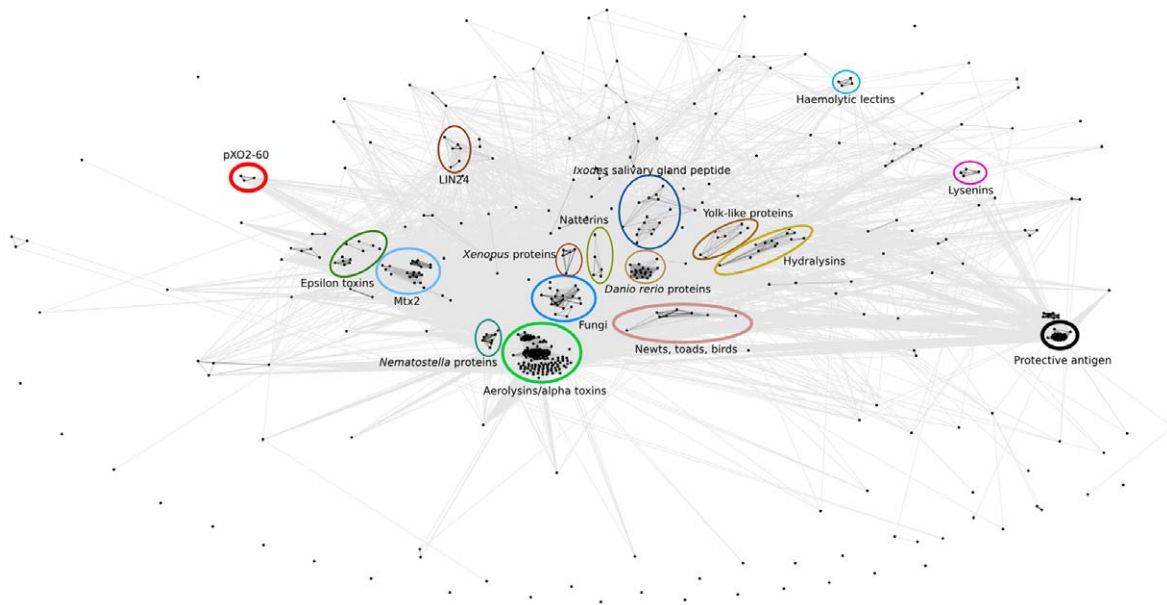 Haemolytic lectins
pXO2-60
LIN24
Ixodes salivary gland peptide
Lysenins
Natterins
Yolk-like proteins
Xenopus proteins
Hydralysins
Epsilon toxins
Danio rerio proteins
Mtx2
Fungi
Newts, toads, birds
Nematostella proteins
Protective antigen
Aerolysins/alpha toxins